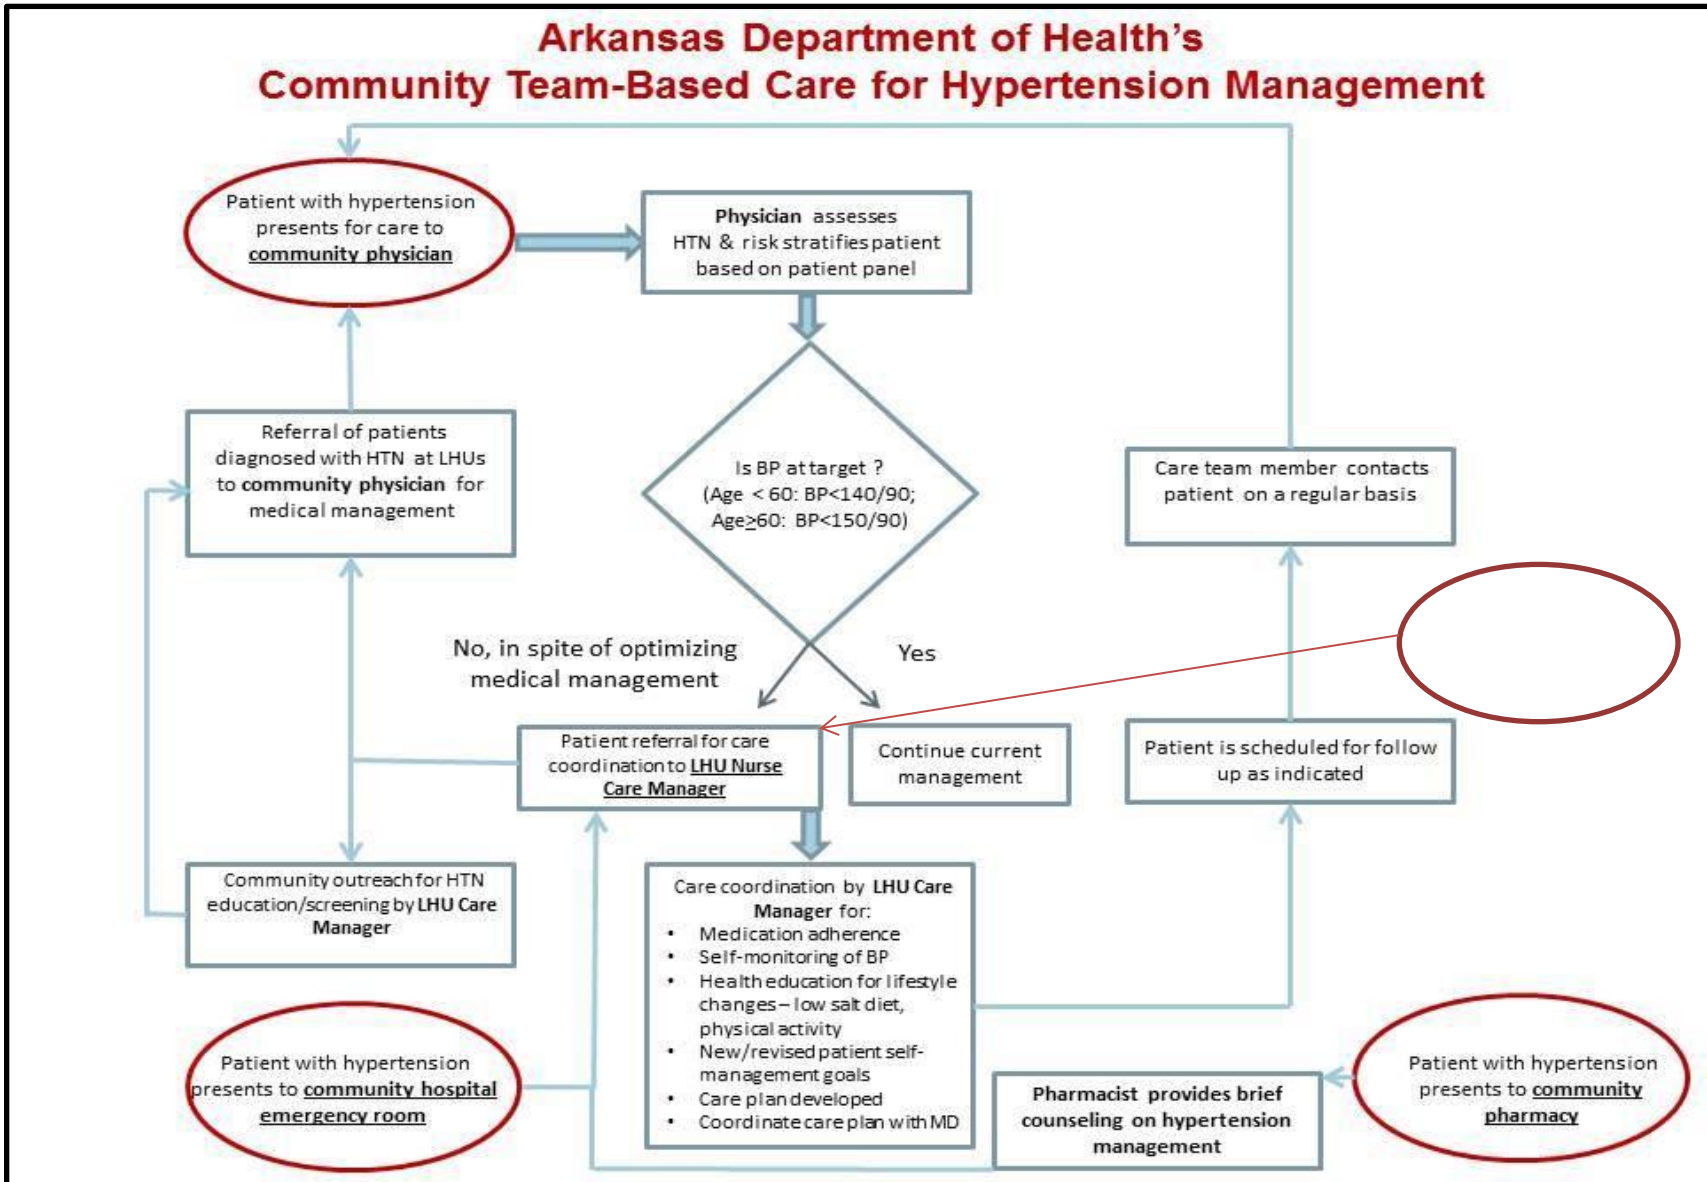 Arkansas Department of Health's
Community Team-Based Care for Hypertension Management
Patient with hypertension
presents for care to
community physician
Physician assesses
HTN & risk stratifies patient
based on patient panel
Is BP at target ?
(Age < 60: BP<140/90;
Age≥60: BP<150/90)
Referral of patients
diagnosed with HTN at LHUs
to community physician for
medical management
Care team member contacts
patient on a regular basis
No, in spite of optimizing
medical management
Yes
Patient referral for care
coordination to LHU Nurse
Care Manager
Continue current
management
Patient is scheduled for follow
up as indicated
Community outreach for HTN
education/screening by LHU Care
Manager
Care coordination by LHU Care
Manager for:
• Medication adherence
• Self-monitoring of BP
• Health education for lifestyle
changes – low salt diet,
physical activity
• New/revised patient self-
management goals
• Care plan developed
• Coordinate care plan with MD
Patient with hypertension
presents to community hospital
emergency room
Pharmacist provides brief
counseling on hypertension
management
Patient with hypertension
presents to community
pharmacy